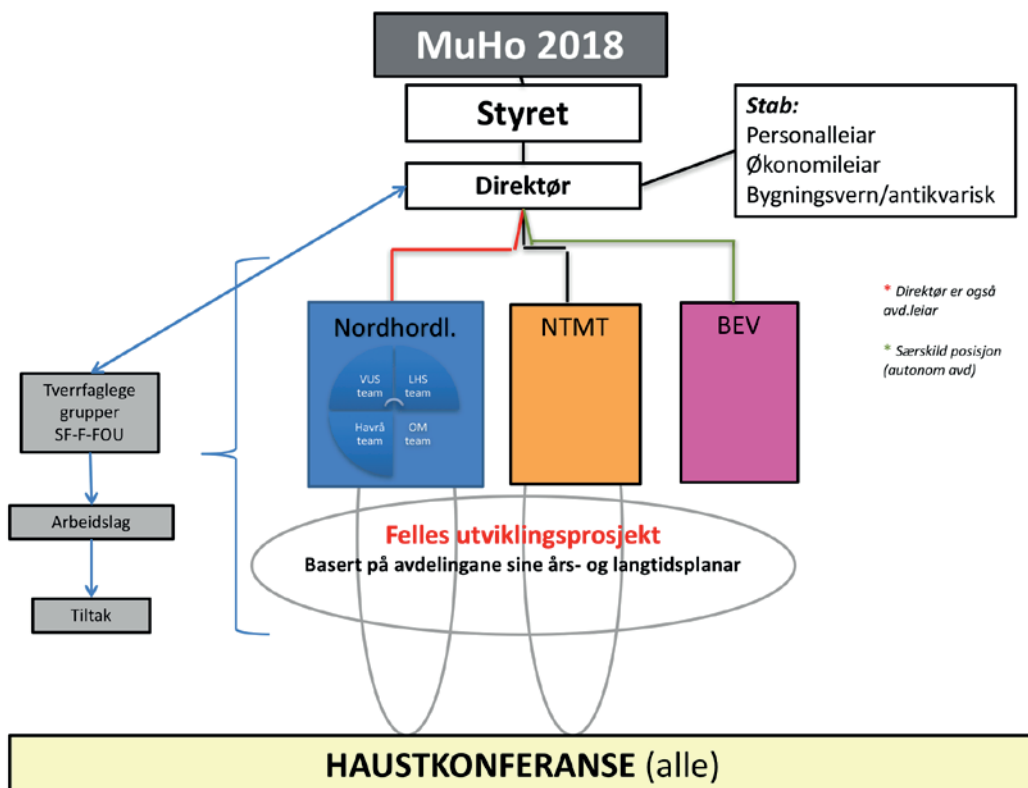 MuHo 2018
Styret
Direktør
Stab:
Personalleiar
Økonomileiar
Bygningsvern/antikvarisk
* Direktør er også
avd.leiar
* Særskild posisjon
(autonom avd)
Nordhordl.
VUS
team
LHS
team
Havrå
team
OM
team
NTMT
BEV
Tverrfaglege
grupper
SF-F-FOU
Arbeidslag
Tiltak
Felles utviklingsprosjekt
Basert på avdelingane sine års- og langtidsplanar
HAUSTKONFERANSE (alle)